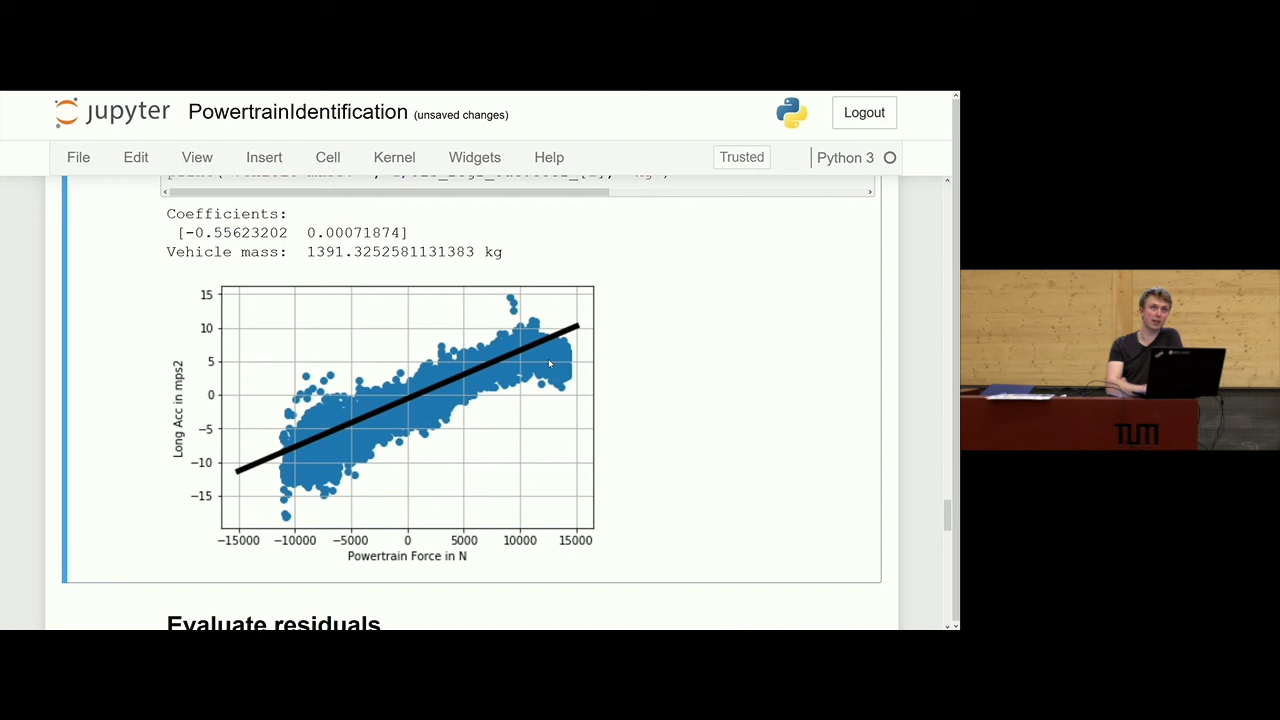 jupyter PowertrainIdentification (unsaved changes) Logout
File Edit View Insert Cell Kernel Widgets Help Trusted Python 3
Coefficients:
[-0.55623202 0.00071874]
Vehicle mass: 1391.3252581131383 kg
15
10
5
0
−5
−10
−15
Long Acc in mps2
−15000 −10000 −5000 0 5000 10000 15000
Powertrain Force in N
Evaluate residuals
TUM